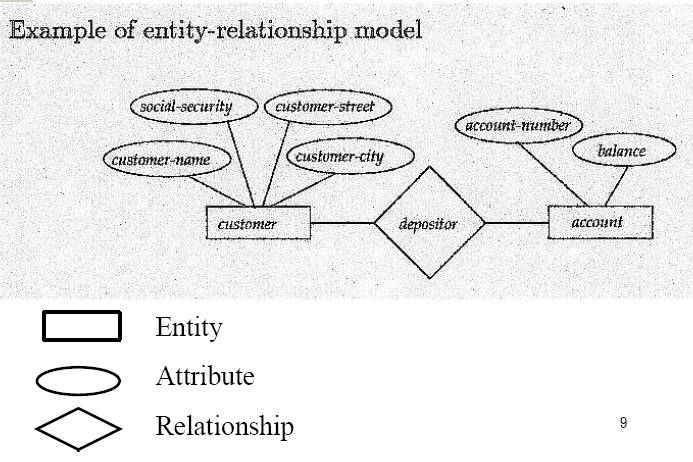 Example of entity-relationship model
social-security
customer-street
account-number
customer-name
customer-city
balance
customer
depositor
account
Entity
Attribute
Relationship
9